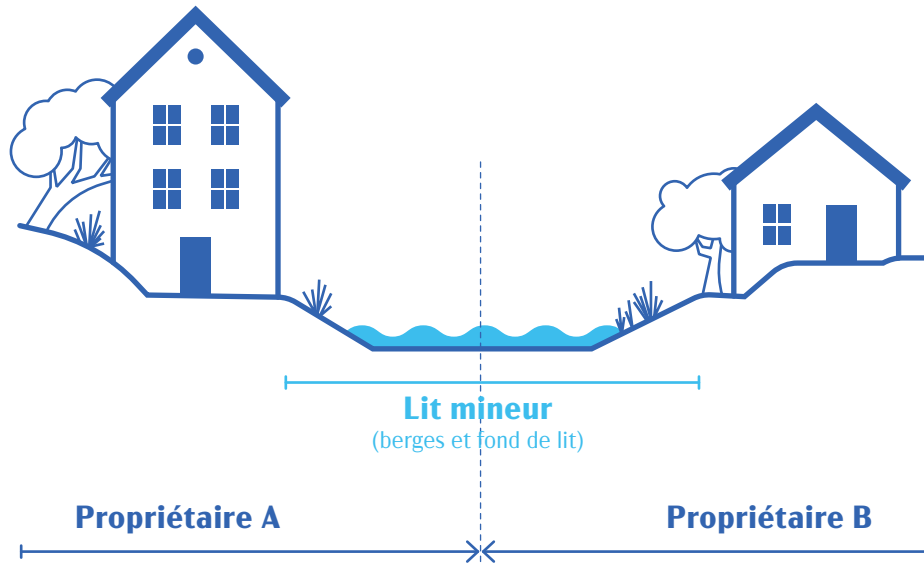 Lit mineur
(berges et fond de lit)
Propriétaire A
Propriétaire B